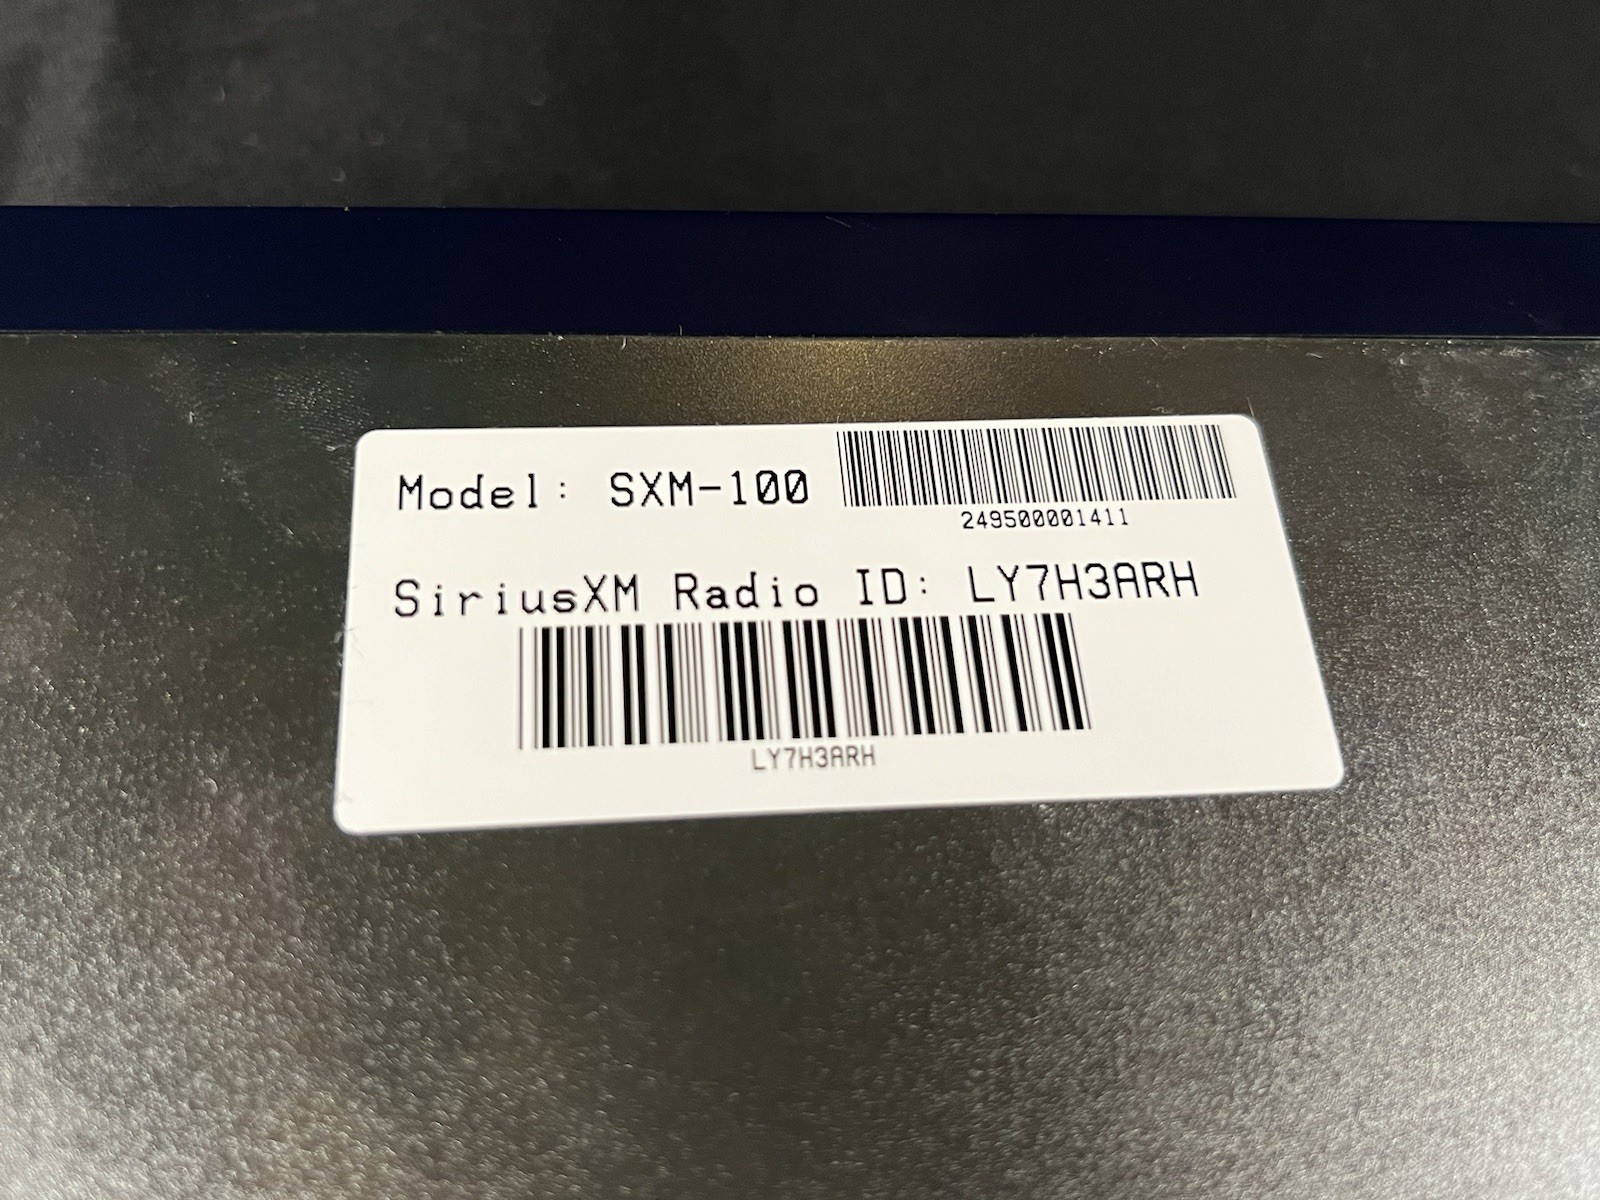 Model: SXM-100
249500001411
SiriusXM Radio ID: LY7H3ARH
LY7H3ARH